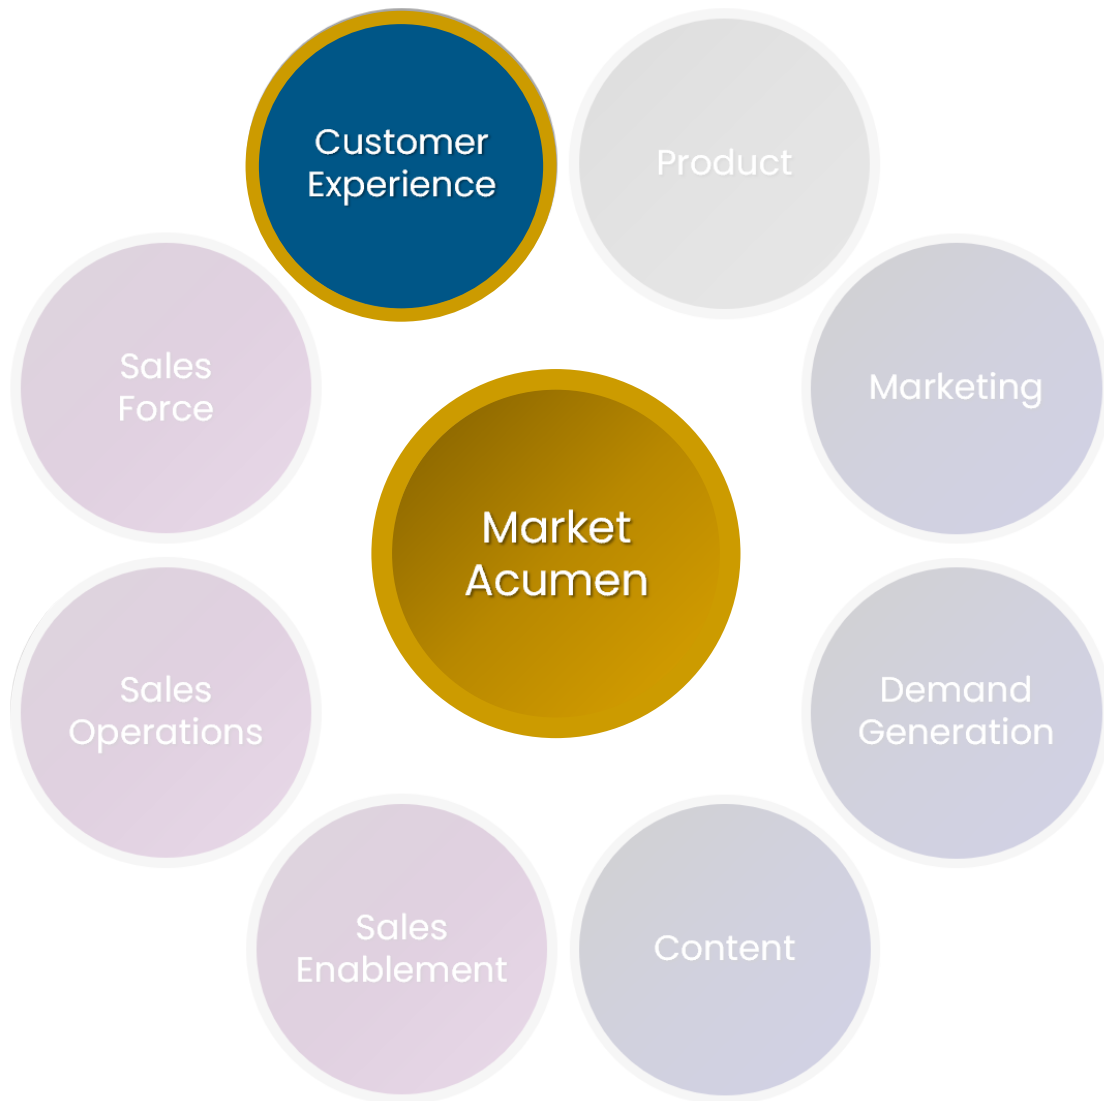 Customer
Experience
Product
Sales
Force
Marketing
Market
Acumen
Sales
Operations
Demand
Generation
Sales
Enablement
Content